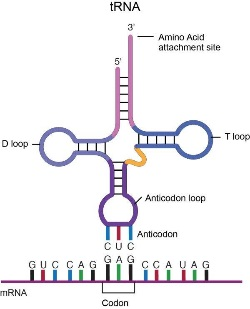 tRNA
3'
Amino Acid
attachment site
5'
D loop
T loop
Anticodon loop
Anticodon
C U C
G U C C A G G A G C C A U A G
mRNA
Codon